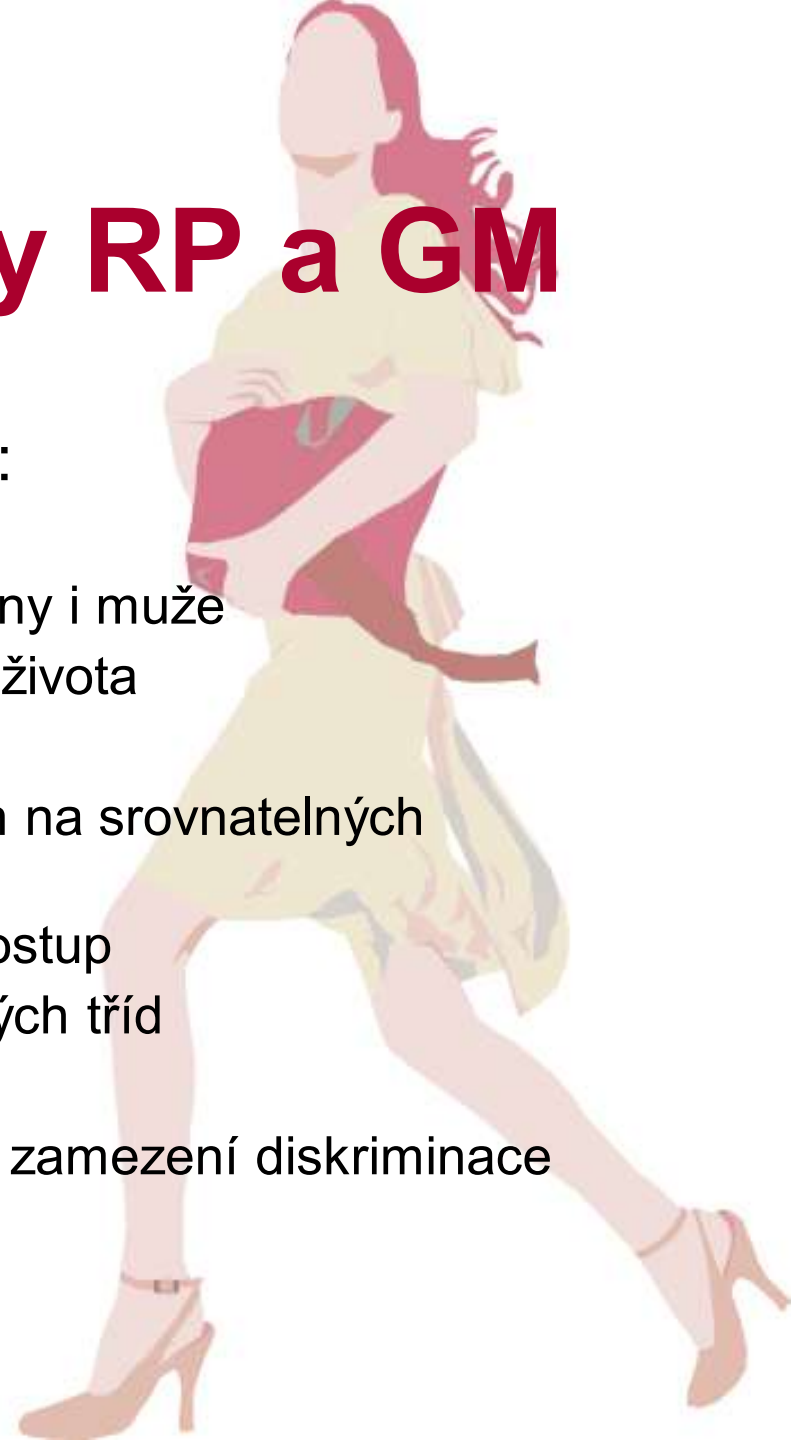 y RP a GM
:
ny i muže
života
n na srovnatelných
ostup
ých tříd
zamezení diskriminace